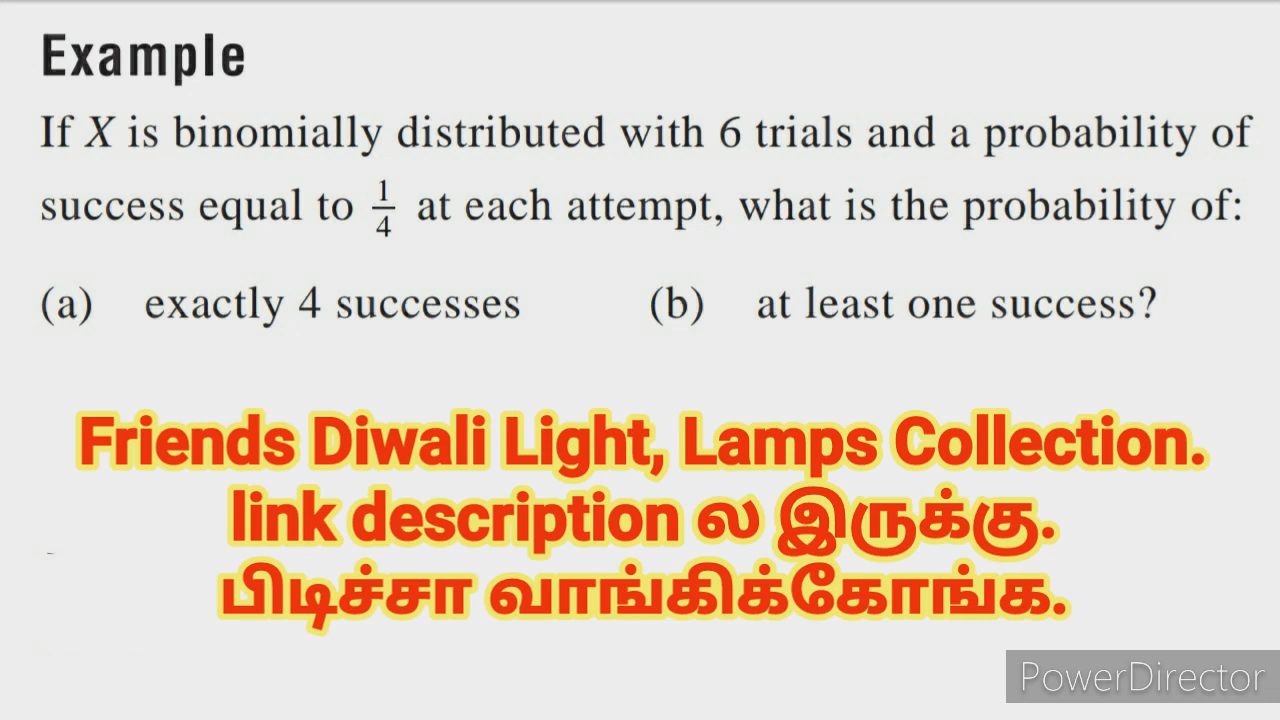 Example
If X is binomially distributed with 6 trials and a probability of
success equal to 1/4 at each attempt, what is the probability of:
(a) exactly 4 successes (b) at least one success?
Friends Diwali Light, Lamps Collection.
link description ல இருக்கு.
பிடிச்சா வாங்கிக்கோங்க.
PowerDirector